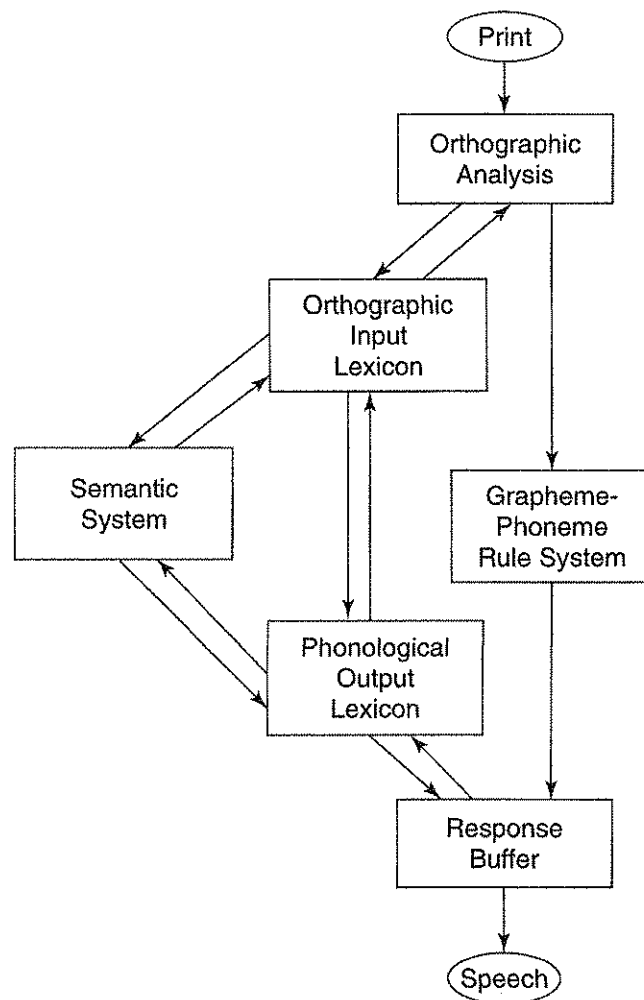 Print
Orthographic
Analysis
Orthographic
Input
Lexicon
Semantic
System
Grapheme-
Phoneme
Rule System
Phonological
Output
Lexicon
Response
Buffer
Speech